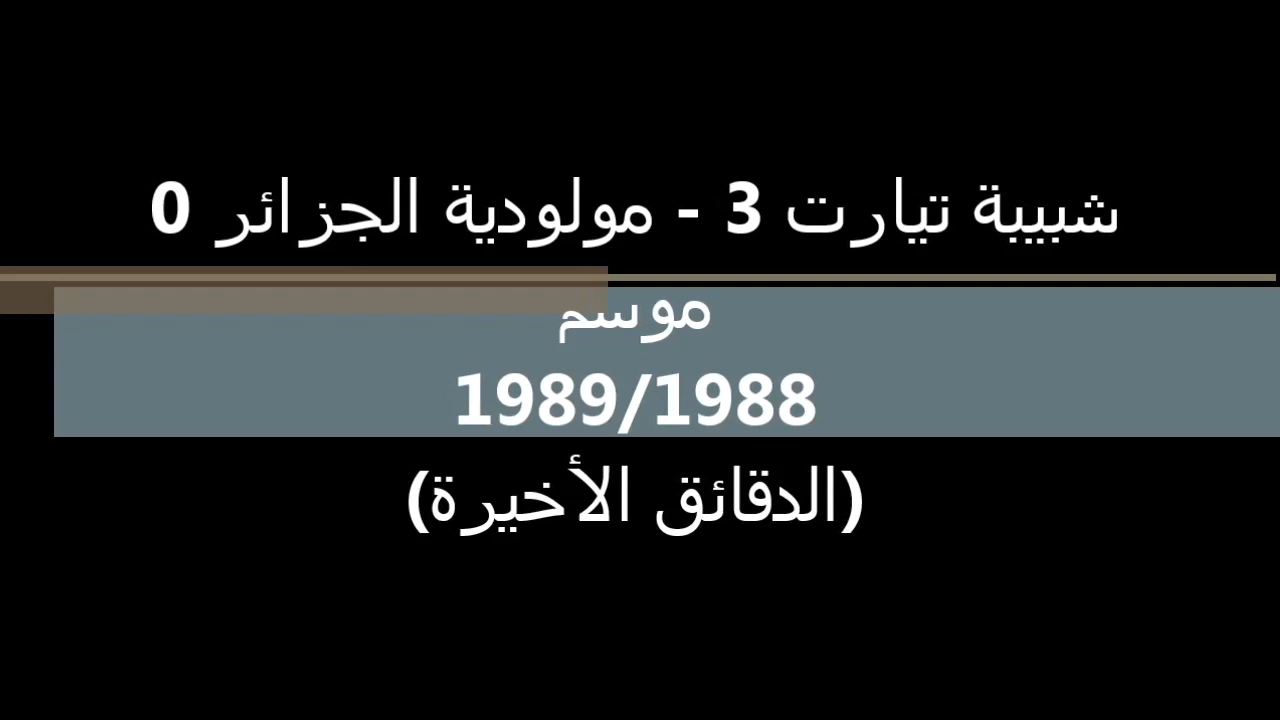 شبيبة تيارت 3 - مولودية الجزائر 0
موسم
1989/1988
(الدقائق الأخيرة)